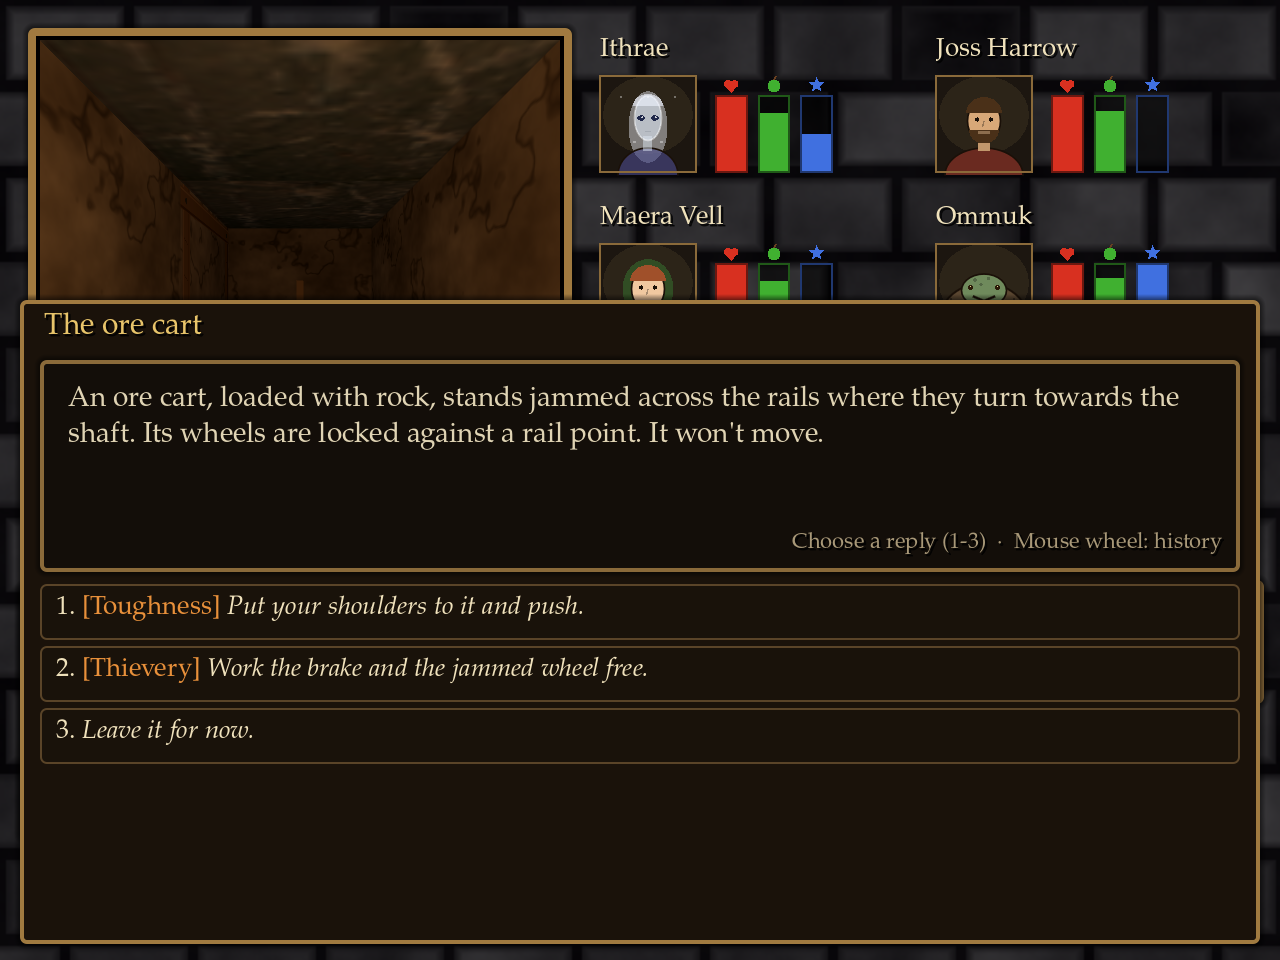 Ithrae
Joss Harrow
Maera Vell
Ommuk
The ore cart
An ore cart, loaded with rock, stands jammed across the rails where they turn towards the
shaft. Its wheels are locked against a rail point. It won't move.
Choose a reply (1-3) · Mouse wheel: history
1. [Toughness] Put your shoulders to it and push.
2. [Thievery] Work the brake and the jammed wheel free.
3. Leave it for now.